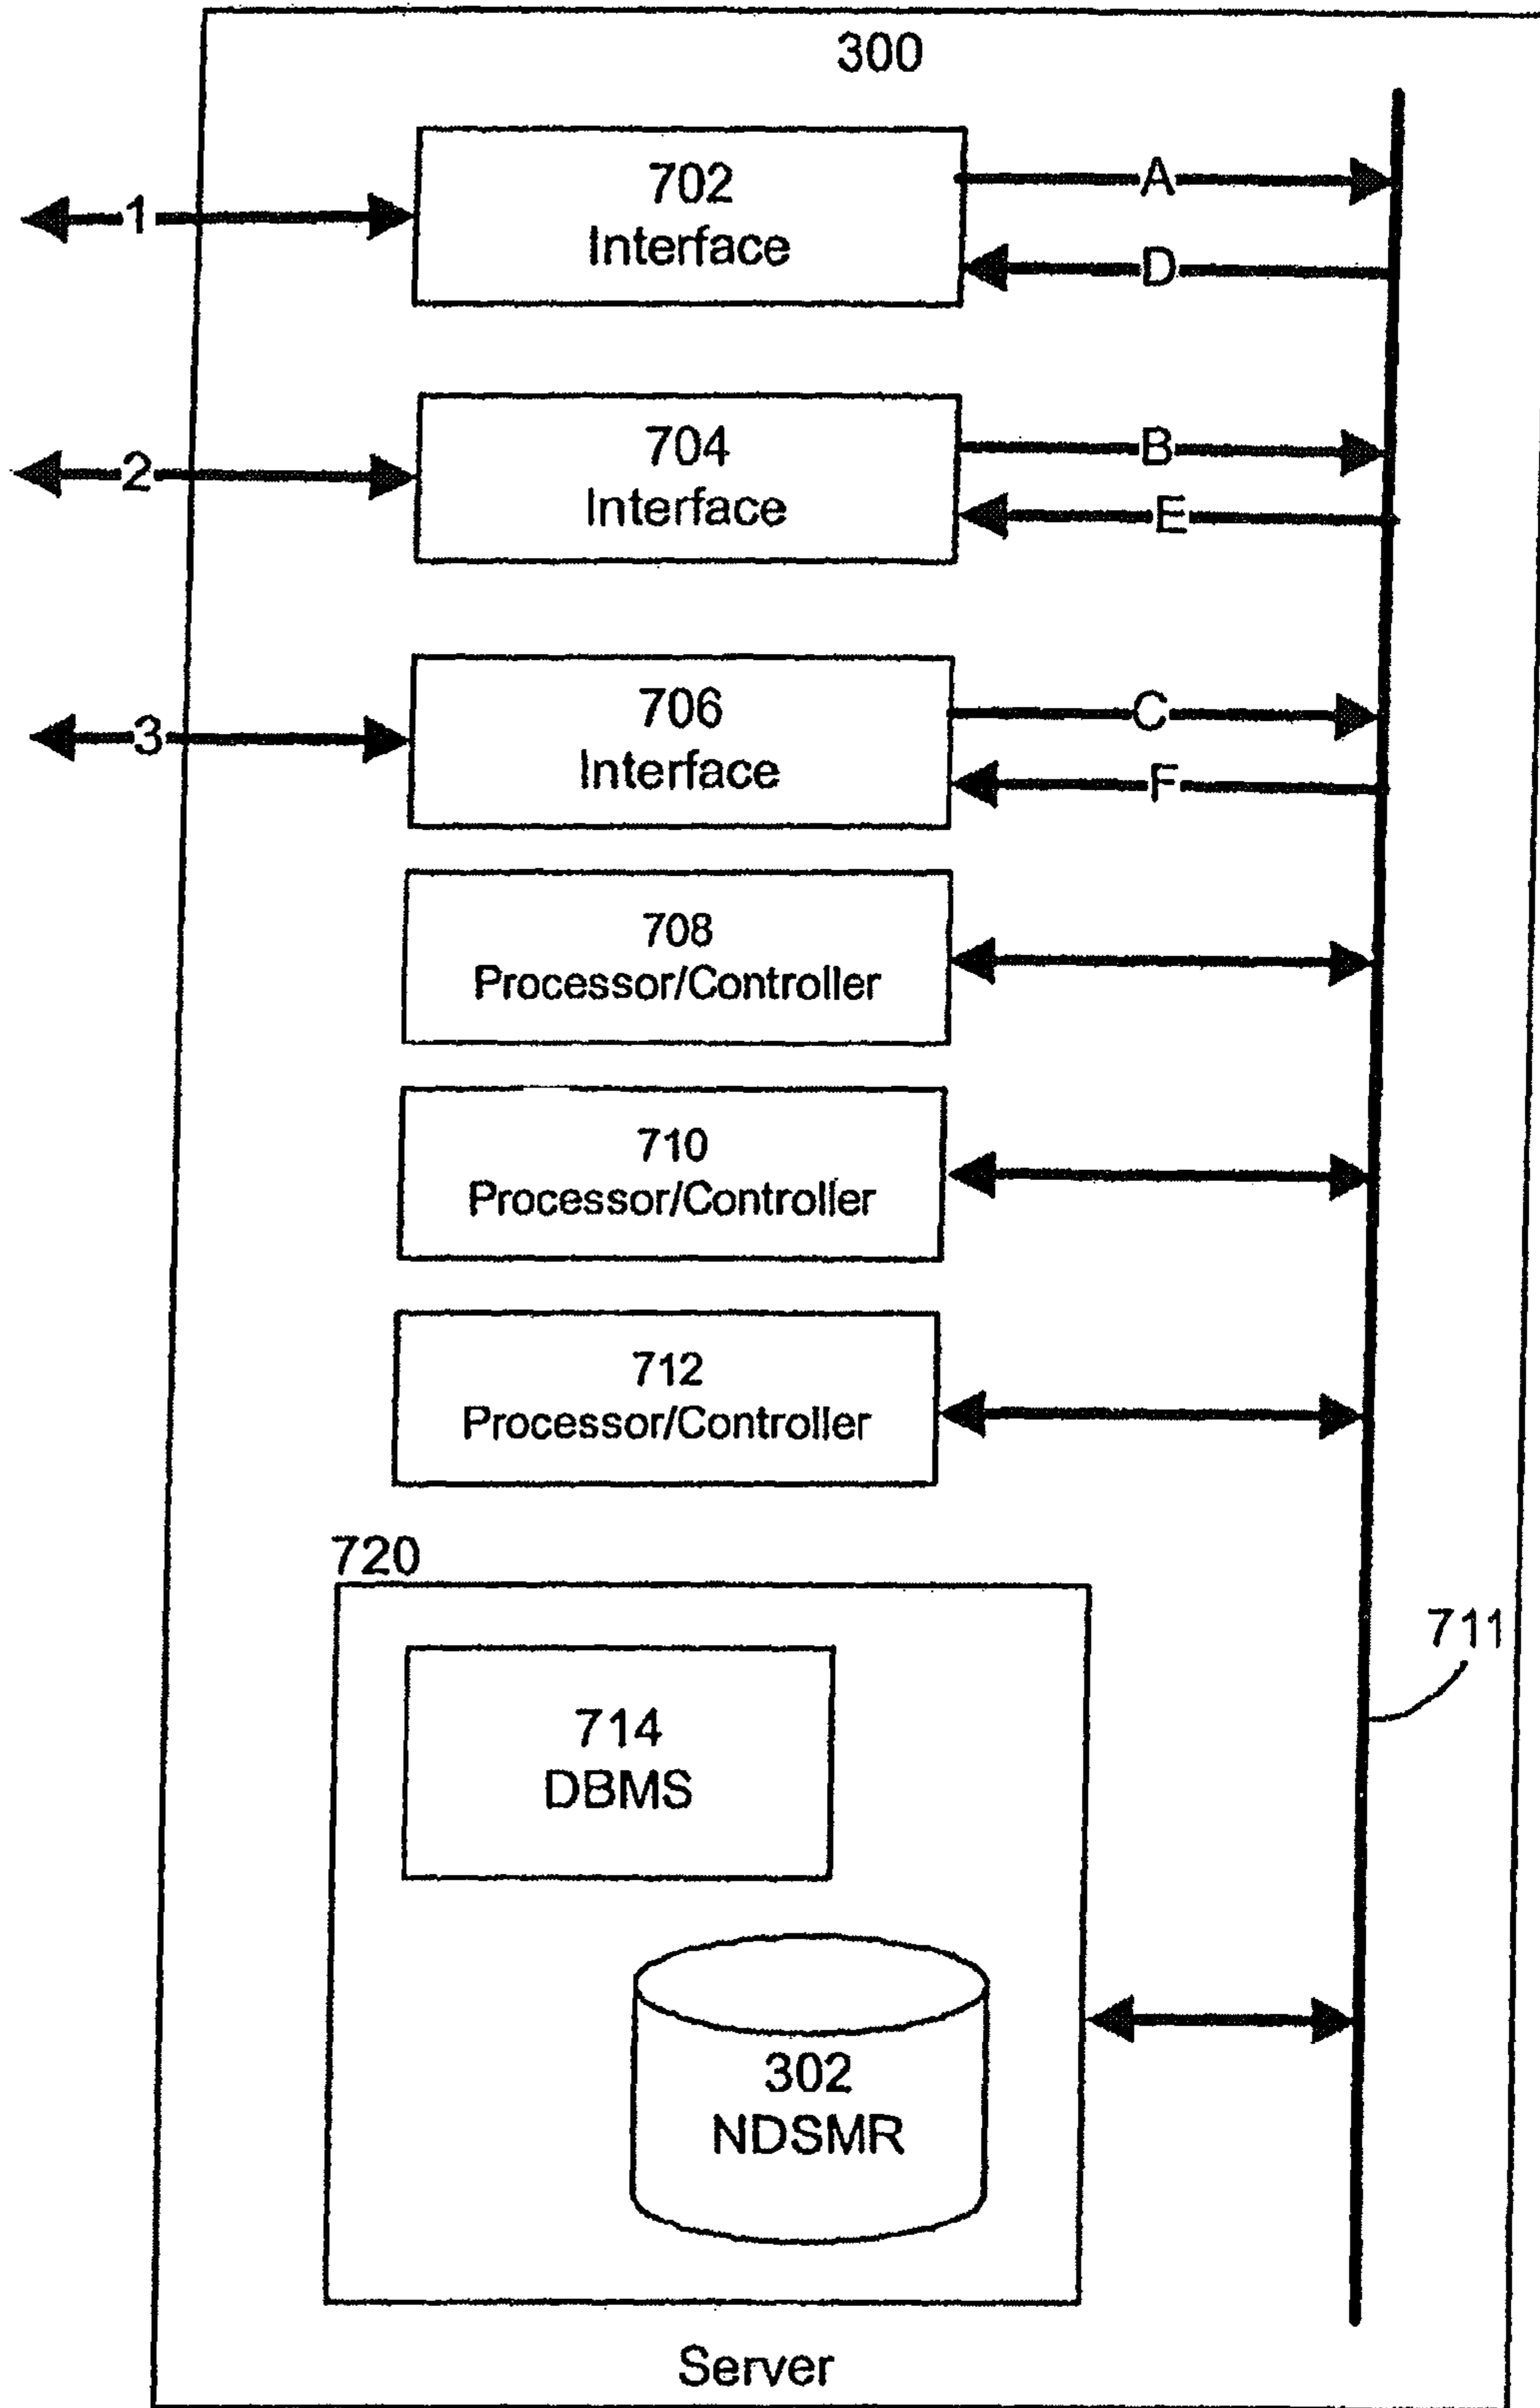 300
702
Interface
1
A
D
704
Interface
2
B
E
706
Interface
3
C
F
708
Processor/Controller
710
Processor/Controller
712
Processor/Controller
720
711
714
DBMS
302
NDSMR
Server